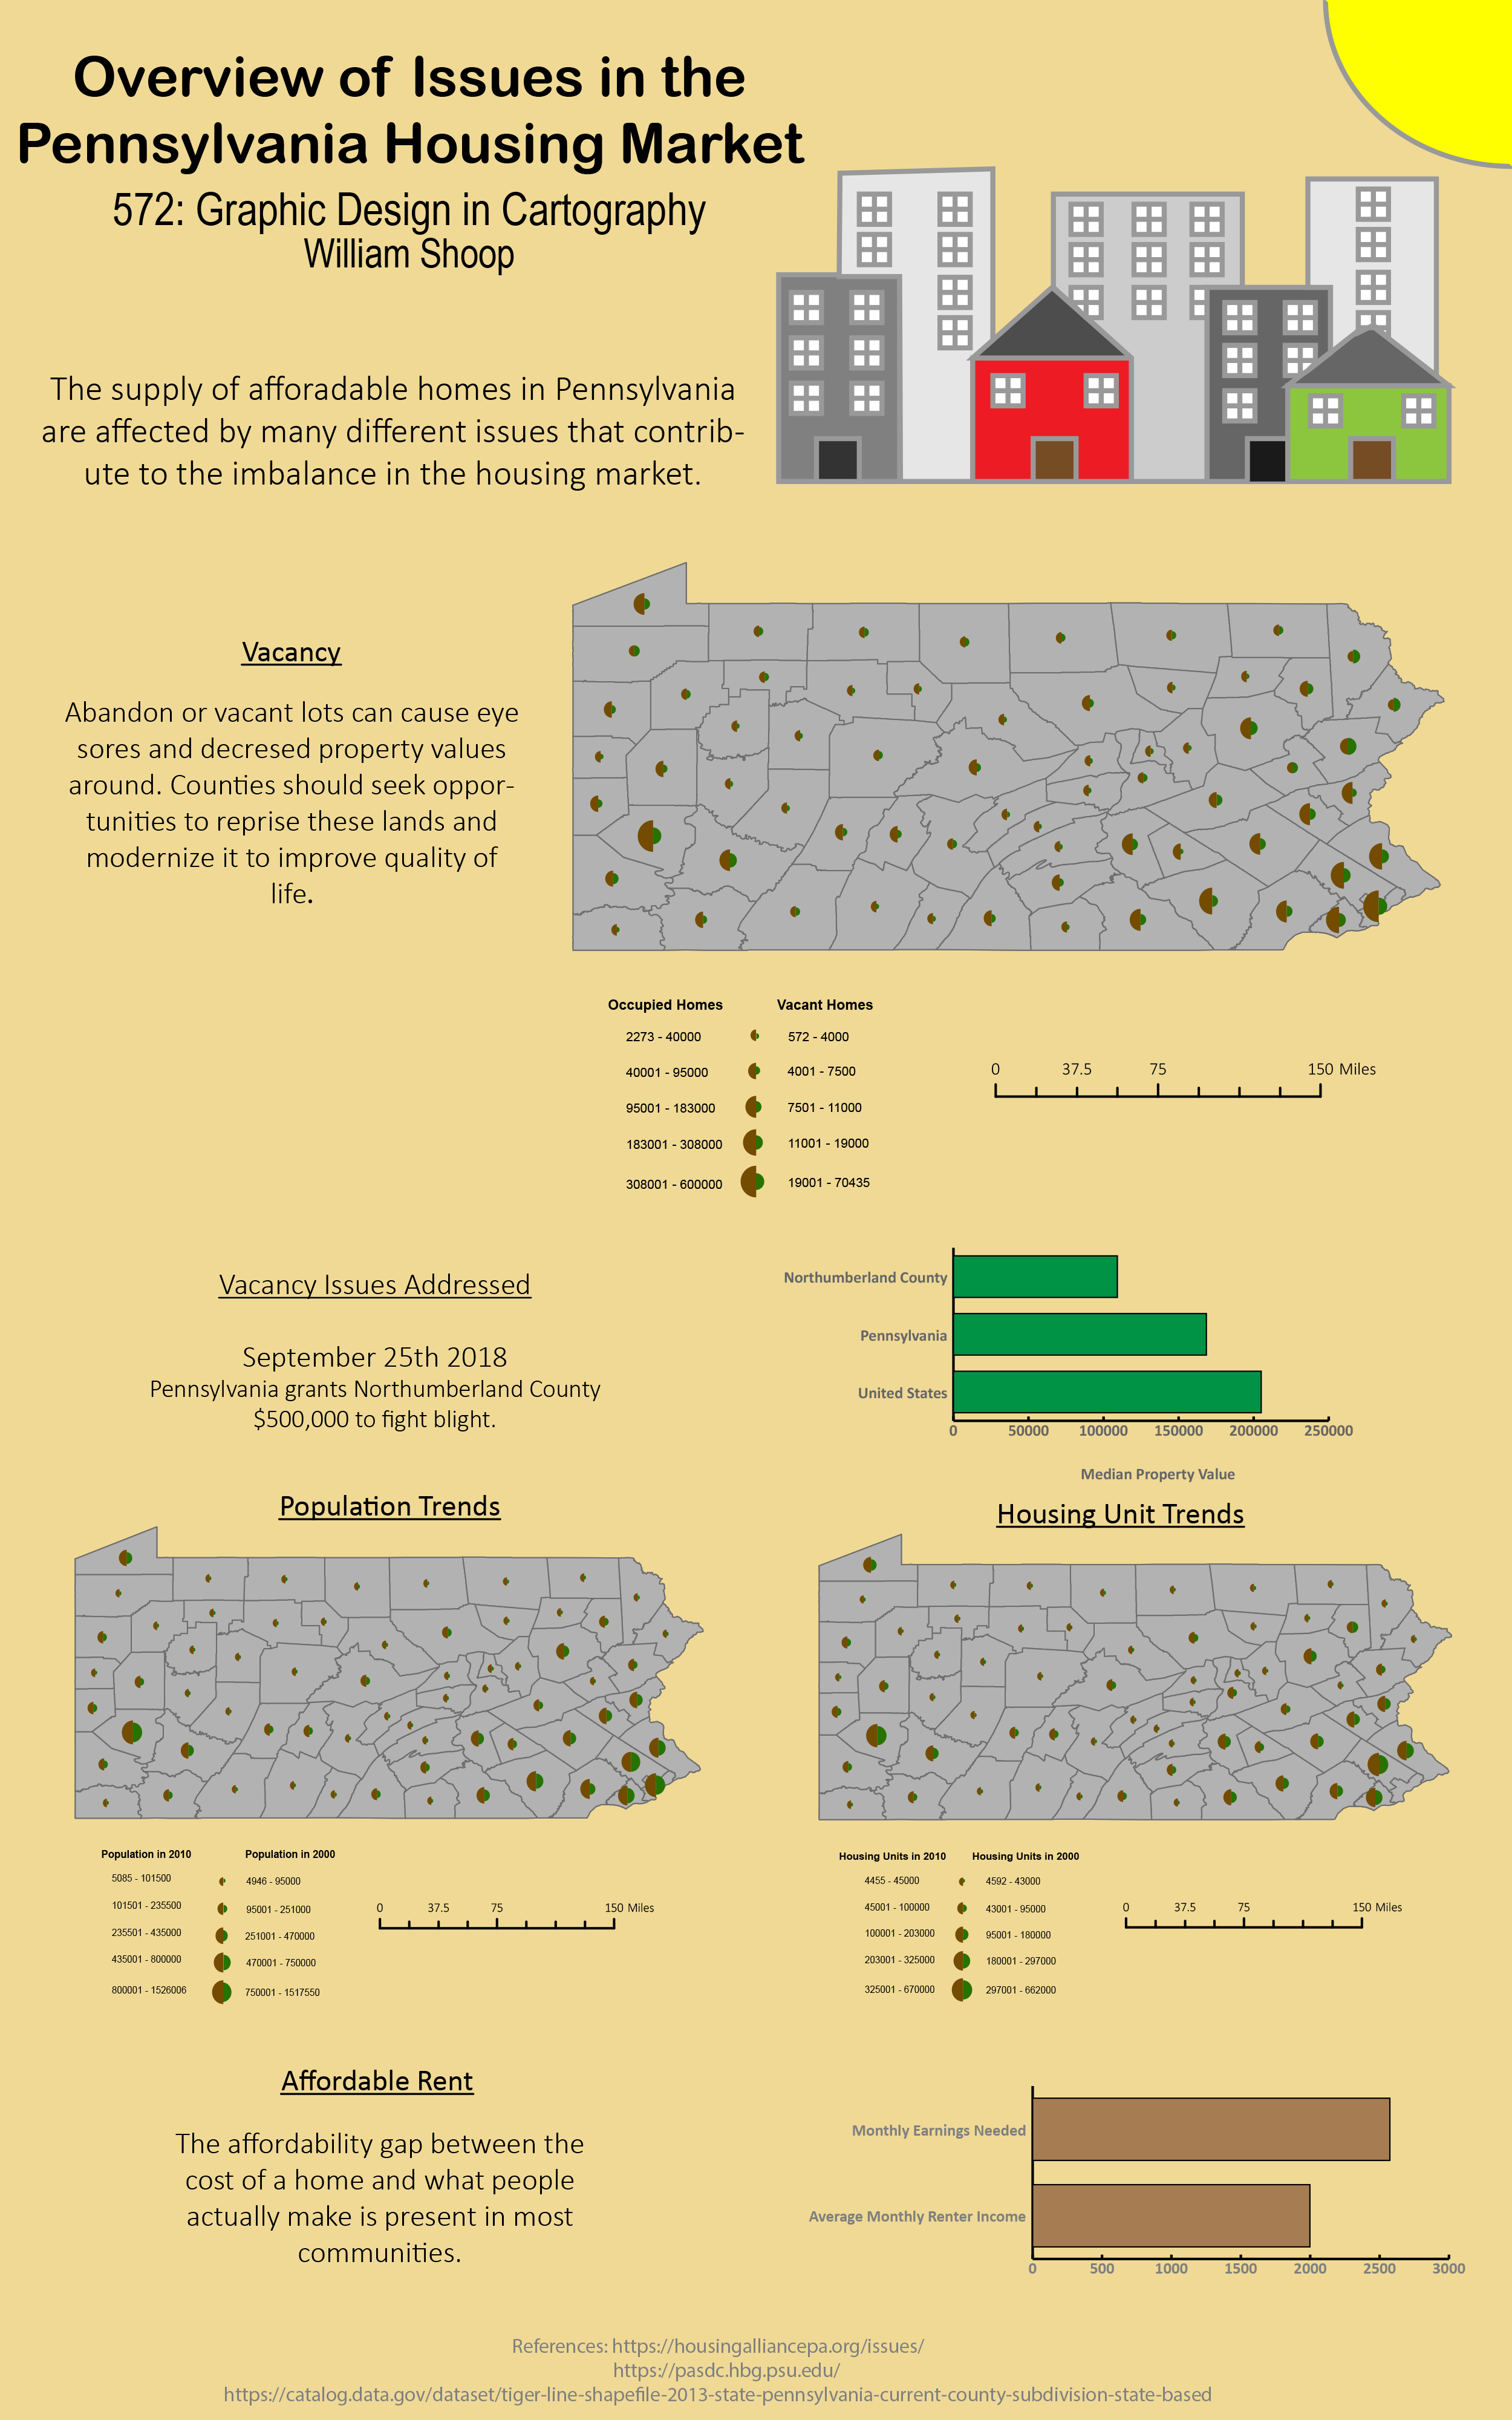 Overview of Issues in the
Pennsylvania Housing Market
572: Graphic Design in Cartography
William Shoop
The supply of afforadable homes in Pennsylvania
are affected by many different issues that contrib-
ute to the imbalance in the housing market.
Vacancy
Abandon or vacant lots can cause eye
sores and decresed property values
around. Counties should seek oppor-
tunities to reprise these lands and
modernize it to improve quality of
life.
Occupied Homes Vacant Homes
2273 - 40000 572 - 4000
40001 - 95000 4001 - 7500
95001 - 183000 7501 - 11000
183001 - 308000 11001 - 19000
308001 - 600000 19001 - 70435
0 37.5 75 150 Miles
Vacancy Issues Addressed
September 25th 2018
Pennsylvania grants Northumberland County
$500,000 to fight blight.
Northumberland County
Pennsylvania
United States
0 50000 100000 150000 200000 250000
Median Property Value
Population Trends
Population in 2010 Population in 2000
5085 - 101500 4946 - 95000
101501 - 235500 95001 - 251000
235501 - 435000 251001 - 470000
435001 - 800000 470001 - 750000
800001 - 1526006 750001 - 1517550
0 37.5 75 150 Miles
Housing Unit Trends
Housing Units in 2010 Housing Units in 2000
4455 - 45000 4592 - 43000
45001 - 100000 43001 - 95000
100001 - 203000 95001 - 180000
203001 - 325000 180001 - 297000
325001 - 670000 297001 - 662000
0 37.5 75 150 Miles
Affordable Rent
The affordability gap between the
cost of a home and what people
actually make is present in most
communities.
Monthly Earnings Needed
Average Monthly Renter Income
0 500 1000 1500 2000 2500 3000
References: https://housingalliancepa.org/issues/
https://pasdc.hbg.psu.edu/
https://catalog.data.gov/dataset/tiger-line-shapefile-2013-state-pennsylvania-current-county-subdivision-state-based